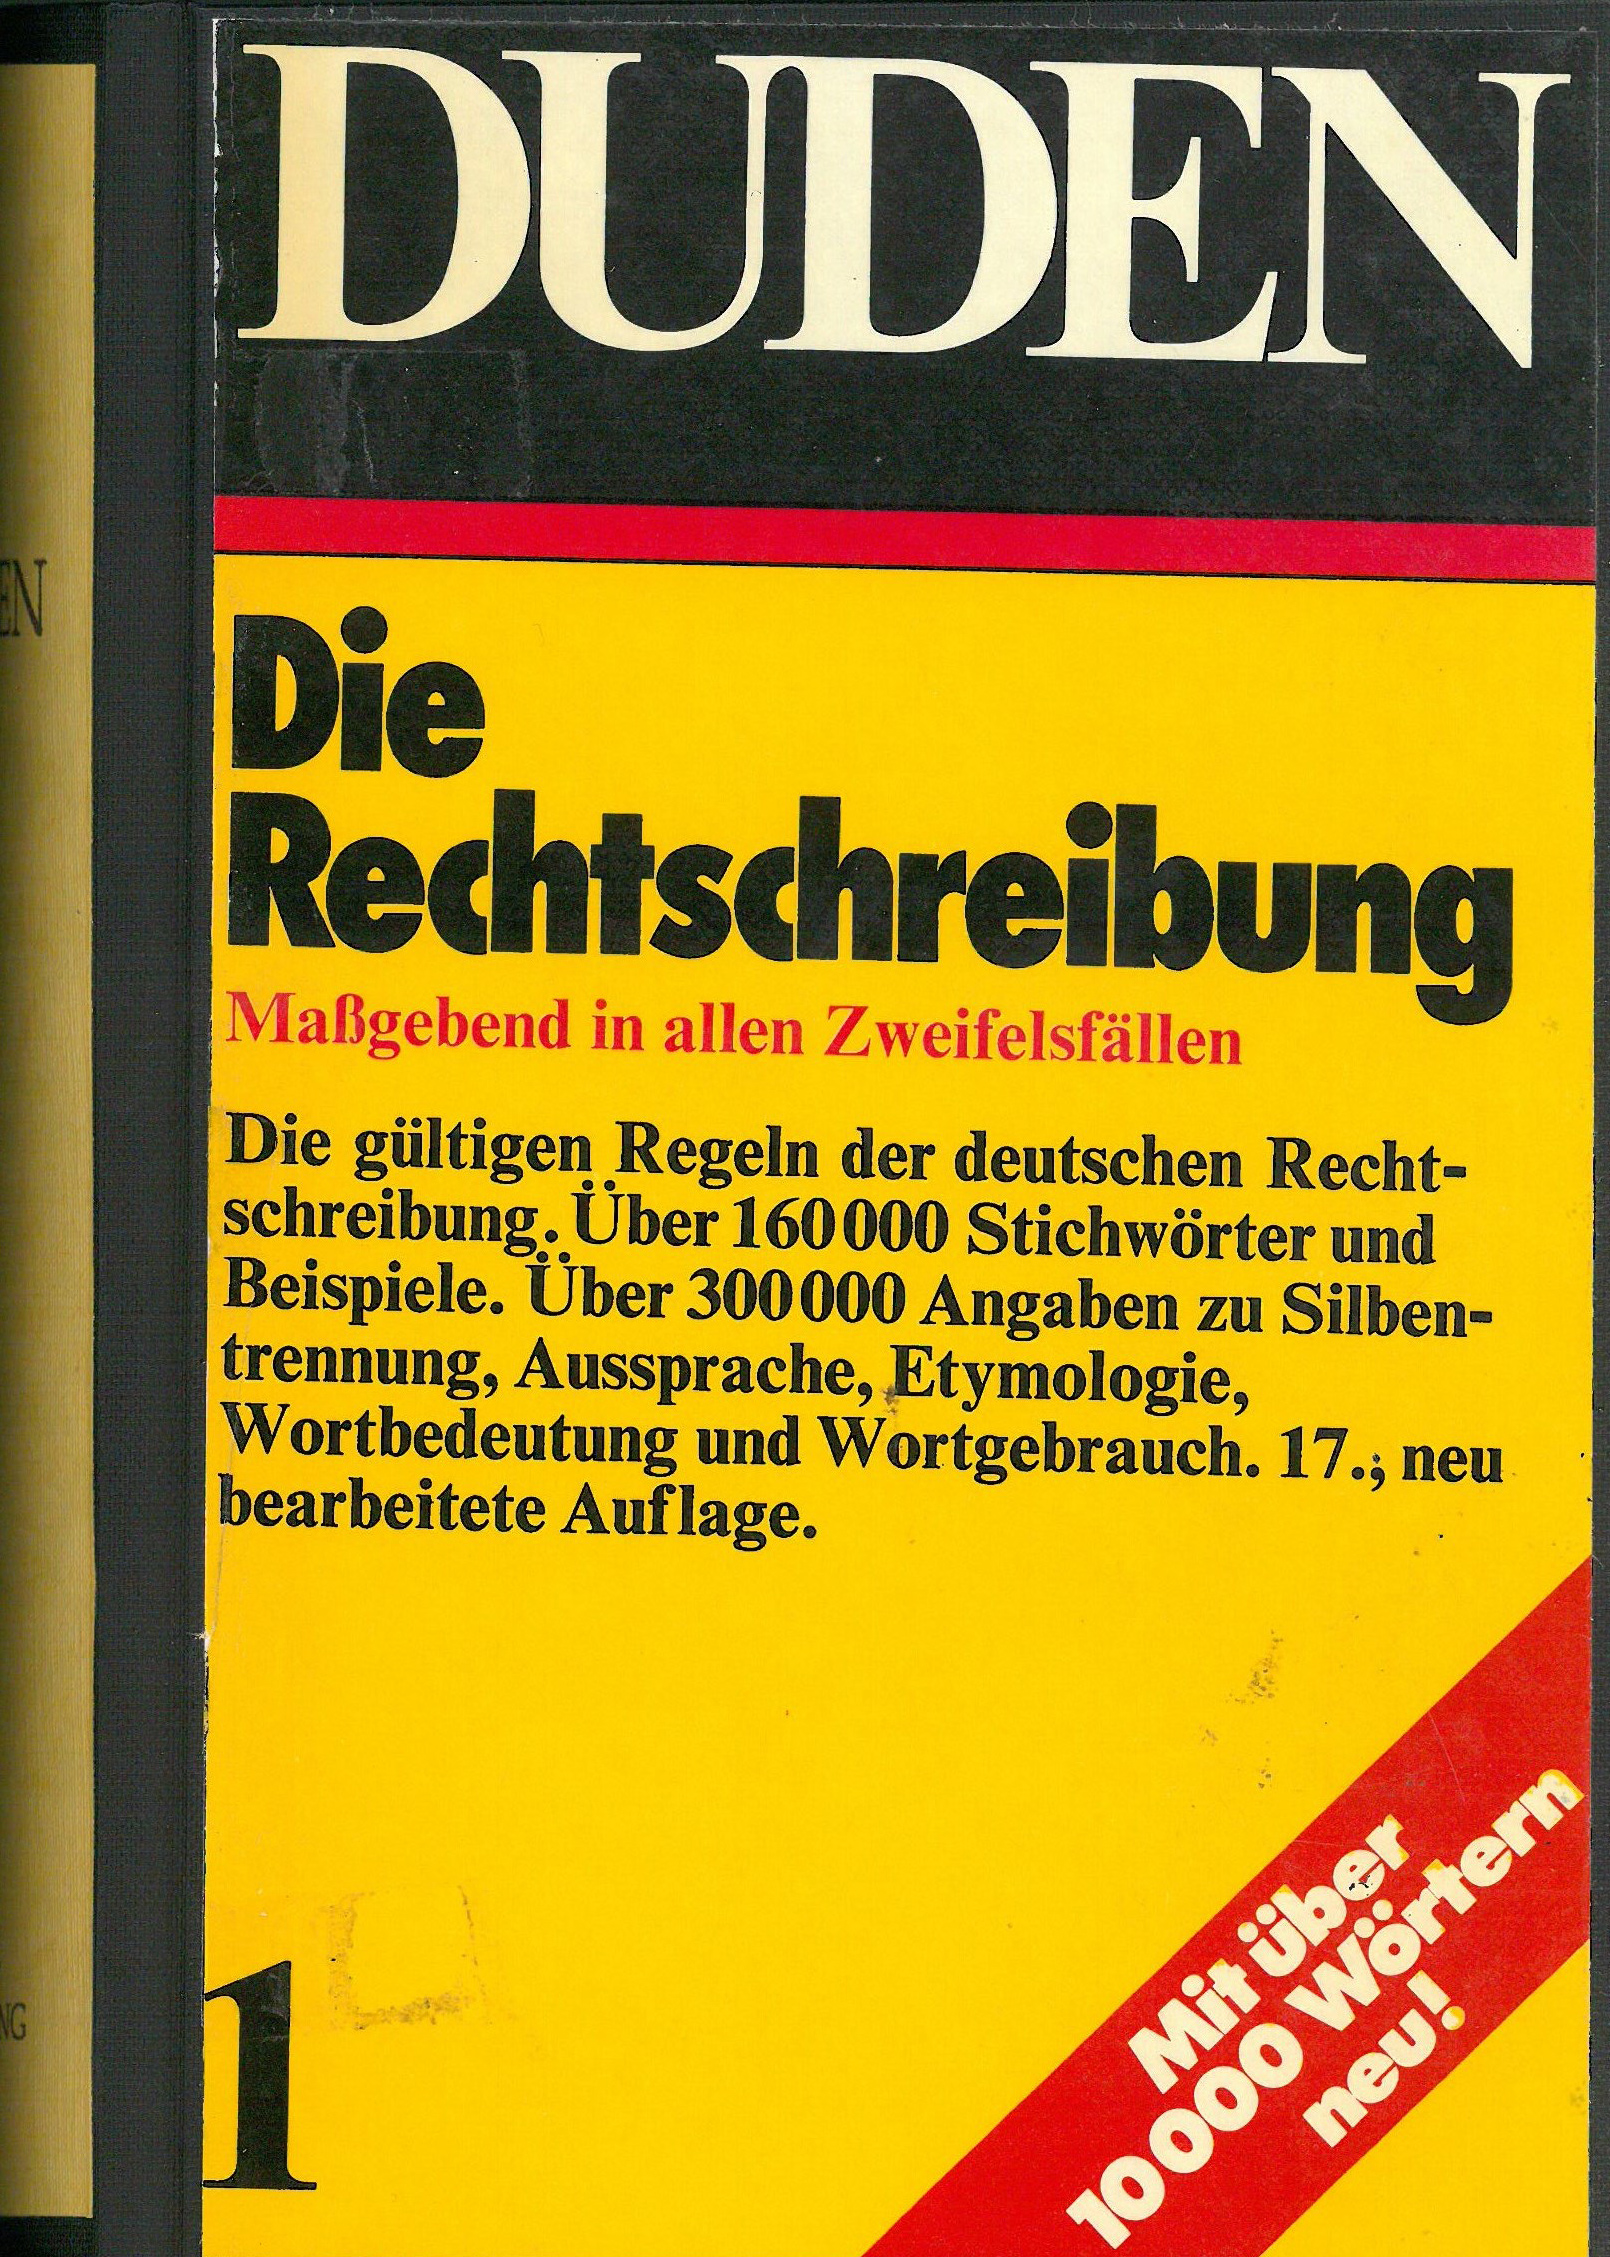 DUDEN
Die
Rechtschreibung
Maßgebend in allen Zweifelsfällen
Die gültigen Regeln der deutschen Recht-
schreibung. Über 160 000 Stichwörter und
Beispiele. Über 300 000 Angaben zu Silben-
trennung, Aussprache, Etymologie,
Wortbedeutung und Wortgebrauch. 17., neu
bearbeitete Auflage.
1
Mit über
10 000 Wörtern
neu!
EN
NG